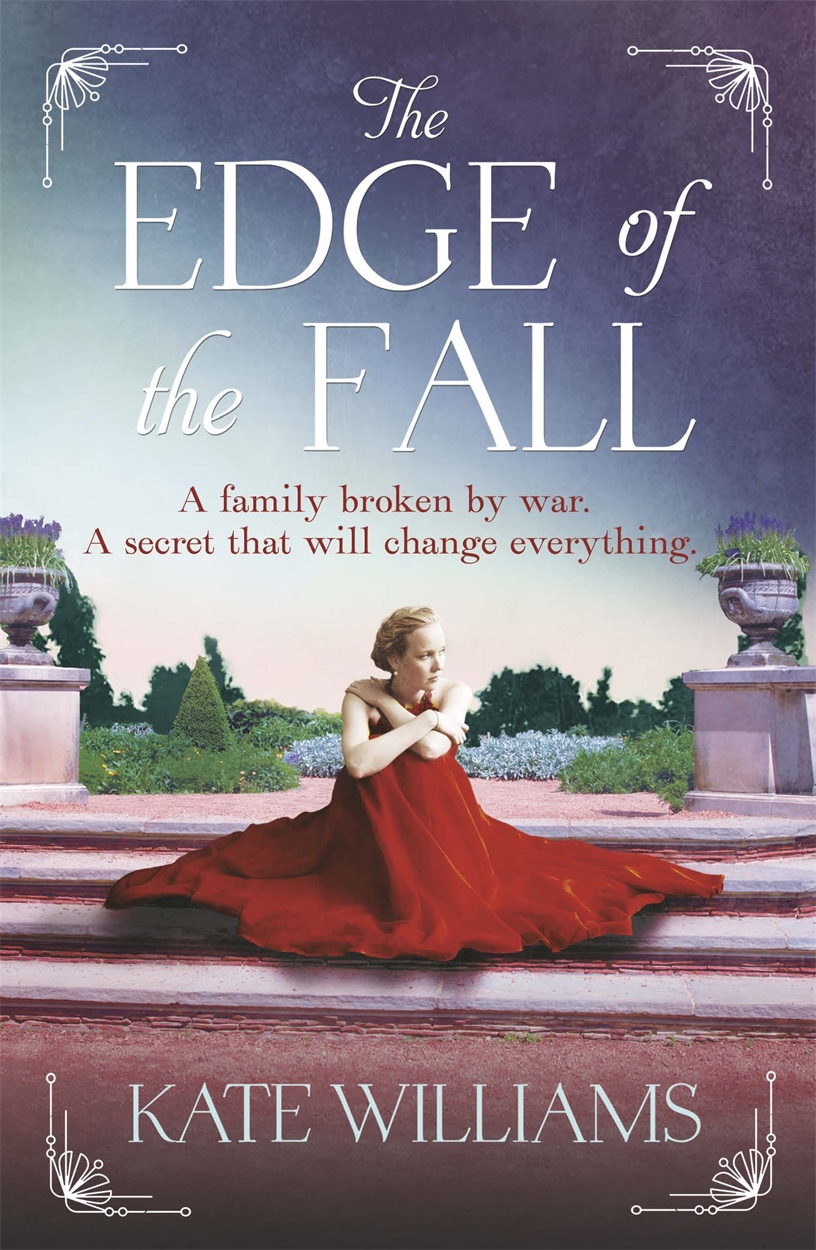 The
EDGE of
the FALL
A family broken by war.
A secret that will change everything.
KATE WILLIAMS